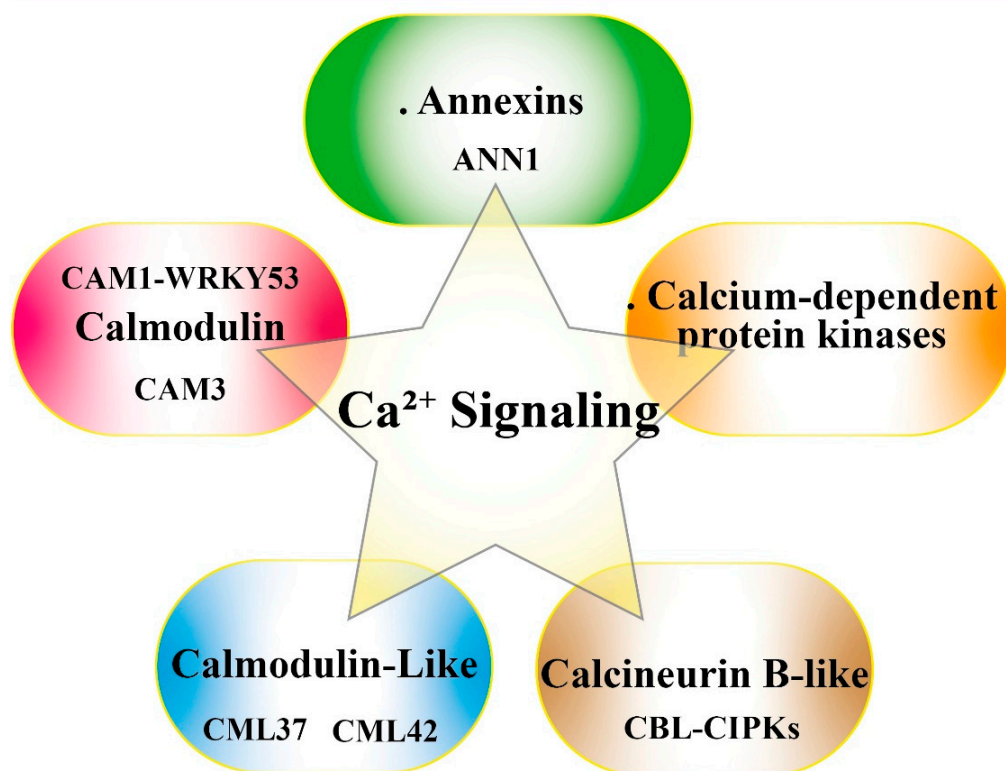 . Annexins
ANN1
CAM1-WRKY53
Calmodulin
CAM3
. Calcium-dependent
protein kinases
Ca²⁺ Signaling
Calmodulin-Like
CML37 CML42
Calcineurin B-like
CBL-CIPKs